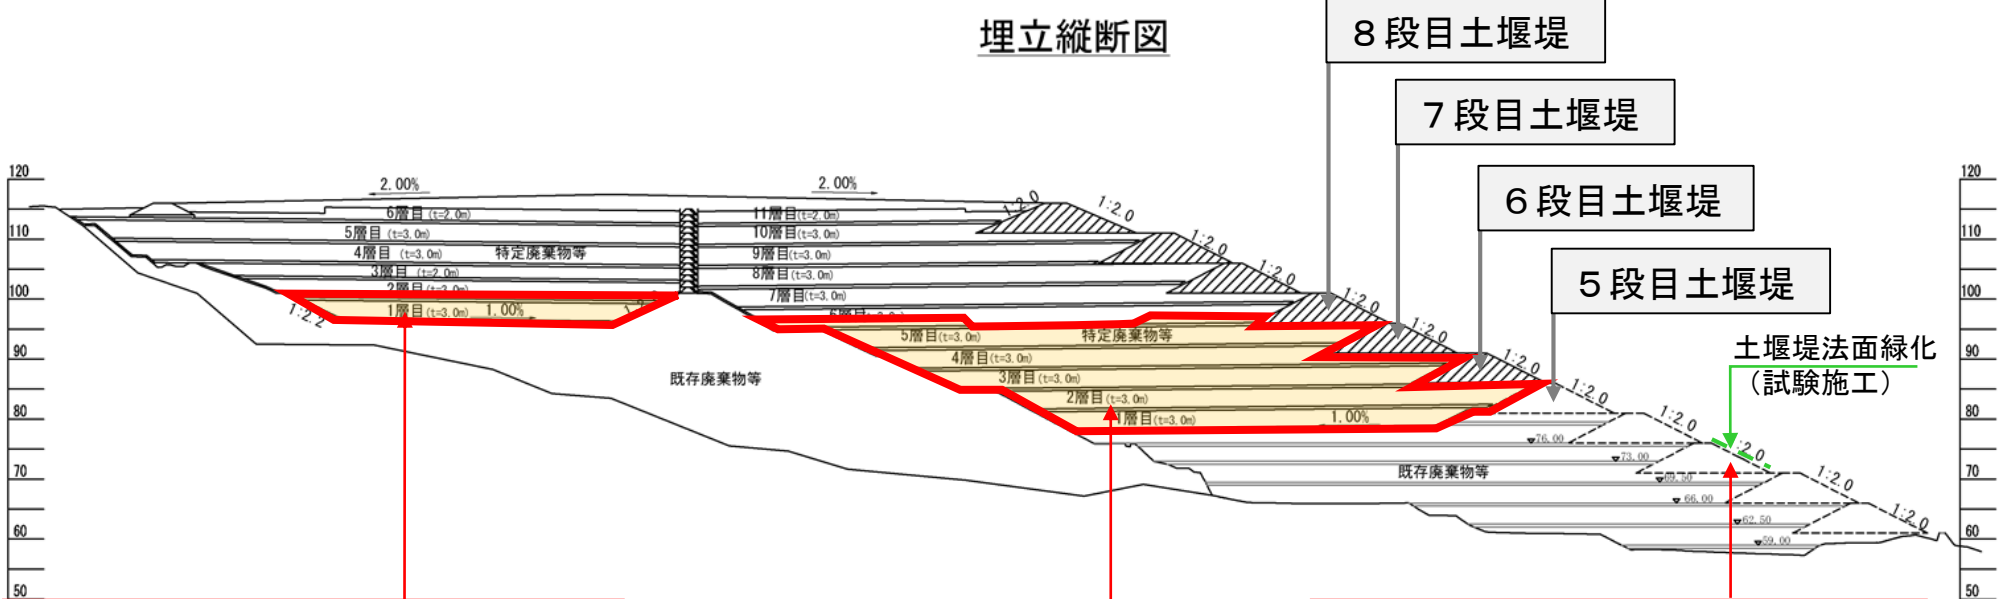 埋立縦断図
8段目土堰堤
7段目土堰堤
6段目土堰堤
5段目土堰堤
土堰堤法面緑化
（試験施工）
120
110
100
90
80
70
60
50
120
110
100
90
80
70
60
50
2.00%
2.00%
6層目(t=2.0m)
5層目(t=3.0m)
4層目(t=3.0m)
特定廃棄物等
3層目(t=2.0m)
2層目(t=3.0m)
1層目(t=3.0m)
1.00%
1:2.2
11層目(t=2.0m)
10層目(t=3.0m)
9層目(t=3.0m)
8層目(t=3.0m)
7層目(t=3.0m)
5層目(t=3.0m)
特定廃棄物等
4層目(t=3.0m)
3層目(t=3.0m)
2層目(t=3.0m)
1層目(t=3.0m)
1.00%
既存廃棄物等
既存廃棄物等
1:2.0
1:2.0
1:2.0
1:2.0
1:2.0
1:2.0
1:2.0
1:2.0
1:2.0
1:2.0
1:2.0
1:2.0
76.00
73.00
69.50
66.00
62.50
59.00